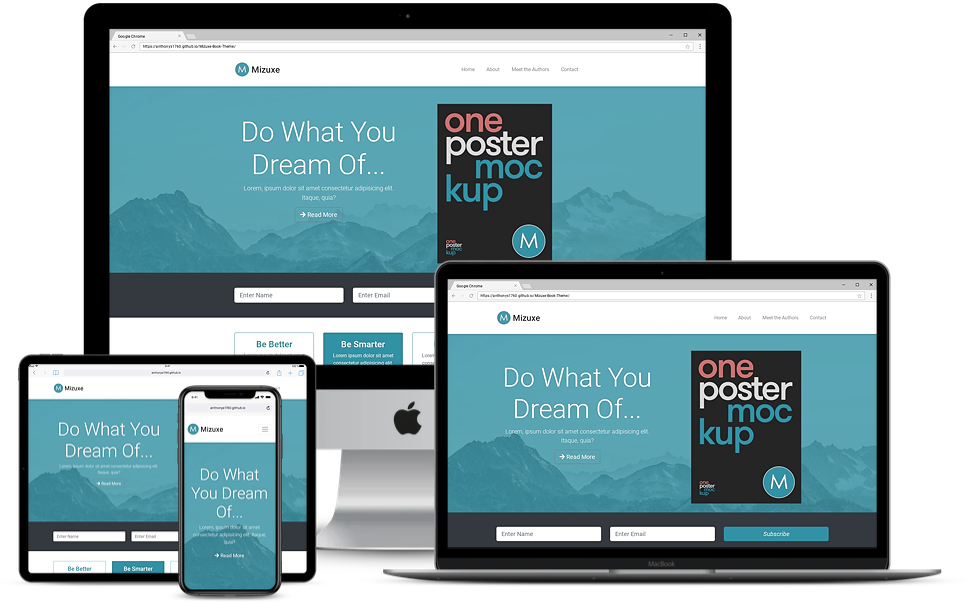 Google Chrome
https://anthonys1760.github.io/Mizuxe-Book-Theme/
M Mizuxe
Home About Meet the Authors Contact
Do What You
Dream Of...
Lorem, ipsum dolor sit amet consectetur adipisicing elit.
Itaque, quia?
Read More
one
poster
moc
kup
one
poster
moc
kup
M
Enter Name
Enter Email
Be Better
Be Smarter
Lorem ipsum dolor sit amet
Google Chrome
https://anthonys1760.github.io/Mizuxe-Book-Theme/
M Mizuxe
Home About Meet the Authors Contact
Do What You
Dream Of...
Lorem, ipsum dolor sit amet consectetur adipisicing elit.
Itaque, quia?
Read More
one
poster
moc
kup
one
poster
moc
kup
M
Enter Name
Enter Email
Subscribe
MacBook
anthonys1760.github.io
M Mizuxe
Do What You
Dream Of...
Lorem, ipsum dolor sit amet consectetur adipisicing elit.
Itaque, quia?
Read More
Enter Name
Enter Email
Be Better
Be Smarter
anthonys1760.github.io
M Mizuxe
Do What
You Dream
Of...
Lorem, ipsum dolor sit amet
consectetur adipisicing elit.
Itaque, quia?
Read More